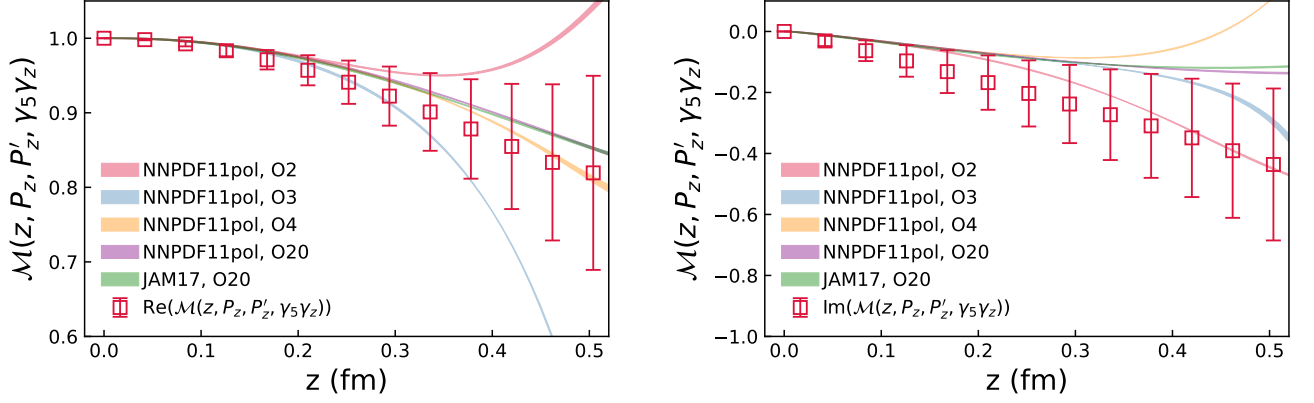 ℳ(z, P_z, P′_z, γ₅γ_z)
1.0
0.9
0.8
0.7
0.6
NNPDF11pol, O2
NNPDF11pol, O3
NNPDF11pol, O4
NNPDF11pol, O20
JAM17, O20
Re(ℳ(z, P_z, P′_z, γ₅γ_z))
0.0 0.1 0.2 0.3 0.4 0.5
z (fm)
ℳ(z, P_z, P′_z, γ₅γ_z)
0.0
−0.2
−0.4
−0.6
−0.8
−1.0
NNPDF11pol, O2
NNPDF11pol, O3
NNPDF11pol, O4
NNPDF11pol, O20
JAM17, O20
Im(ℳ(z, P_z, P′_z, γ₅γ_z))
0.0 0.1 0.2 0.3 0.4 0.5
z (fm)